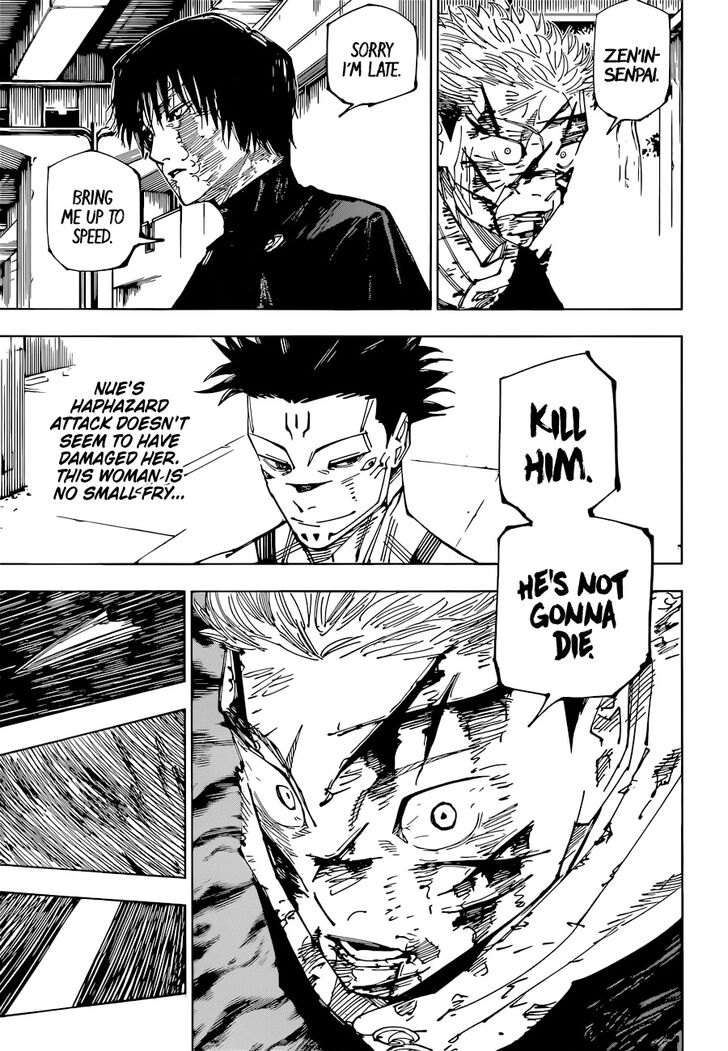 ZEN'IN-
SENPAI.
SORRY
I'M LATE.
BRING
ME UP TO
SPEED.
KILL
HIM.
HE'S NOT
GONNA
DIE.
NUE'S
HAPHAZARD
ATTACK DOESN'T
SEEM TO HAVE
DAMAGED HER.
THIS WOMAN IS
NO SMALL FRY...